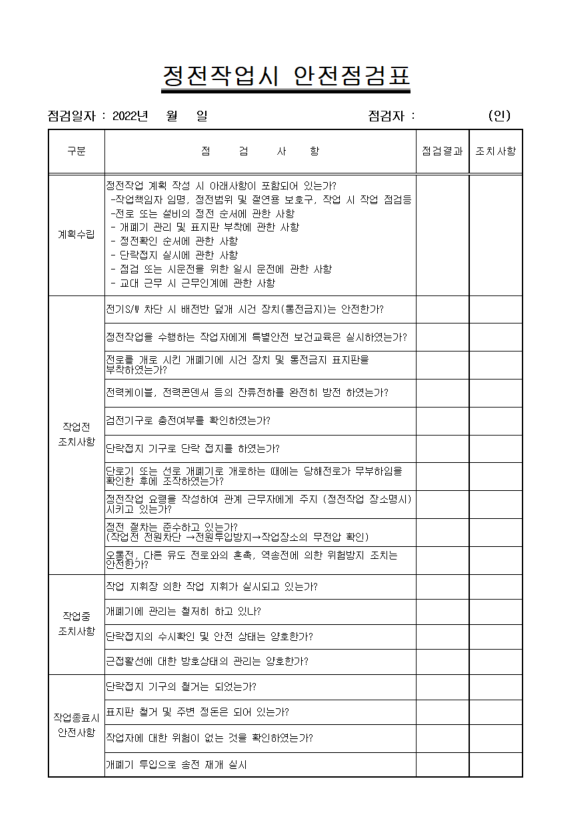 정전작업시 안전점검표
점검일자 : 2022년 월 일 점검자 : (인)
구분 점 검 사 항 점검결과 조치사항
계획수립
정전작업 계획 작성 시 아래사항이 포함되어 있는가?
-작업책임자 임명, 정전범위 및 절연용 보호구, 작업 시 작업 점검등
-전로 또는 설비의 정전 순서에 관한 사항
- 개폐기 관리 및 표지판 부착에 관한 사항
- 정전확인 순서에 관한 사항
- 단락접지 실시에 관한 사항
- 점검 또는 시운전을 위한 일시 운전에 관한 사항
- 교대 근무 시 근무인계에 관한 사항
작업전
조치사항
전기S/W 차단 시 배전반 덮개 시건 장치(통전금지)는 안전한가?
정전작업을 수행하는 작업자에게 특별안전 보건교육은 실시하였는가?
전로를 개로 시킨 개폐기에 시건 장치 및 통전금지 표지판을
부착하였는가?
전력케이블, 전력콘덴서 등의 잔류전하를 완전히 방전 하였는가?
검전기구로 충전여부를 확인하였는가?
단락접지 기구로 단락 접지를 하였는가?
단로기 또는 선로 개폐기로 개로하는 때에는 당해전로가 무부하임을
확인한 후에 조작하였는가?
정전작업 요령을 작성하여 관계 근무자에게 주지 (정전작업 장소명시)
시키고 있는가?
정전 절차는 준수하고 있는가?
(작업전 전원차단 →전원투입방지→작업장소의 무전압 확인)
오통전, 다른 유도 전로와의 혼촉, 역송전에 의한 위험방지 조치는
안전한가?
작업중
조치사항
작업 지휘장 의한 작업 지휘가 실시되고 있는가?
개폐기에 관리는 철저히 하고 있나?
단락접지의 수시확인 및 안전 상태는 양호한가?
근접활선에 대한 방호상태의 관리는 양호한가?
작업종료시
안전사항
단락접지 기구의 철거는 되었는가?
표지판 철거 및 주변 정돈은 되어 있는가?
작업자에 대한 위험이 없는 것을 확인하였는가?
개폐기 투입으로 송전 재개 실시